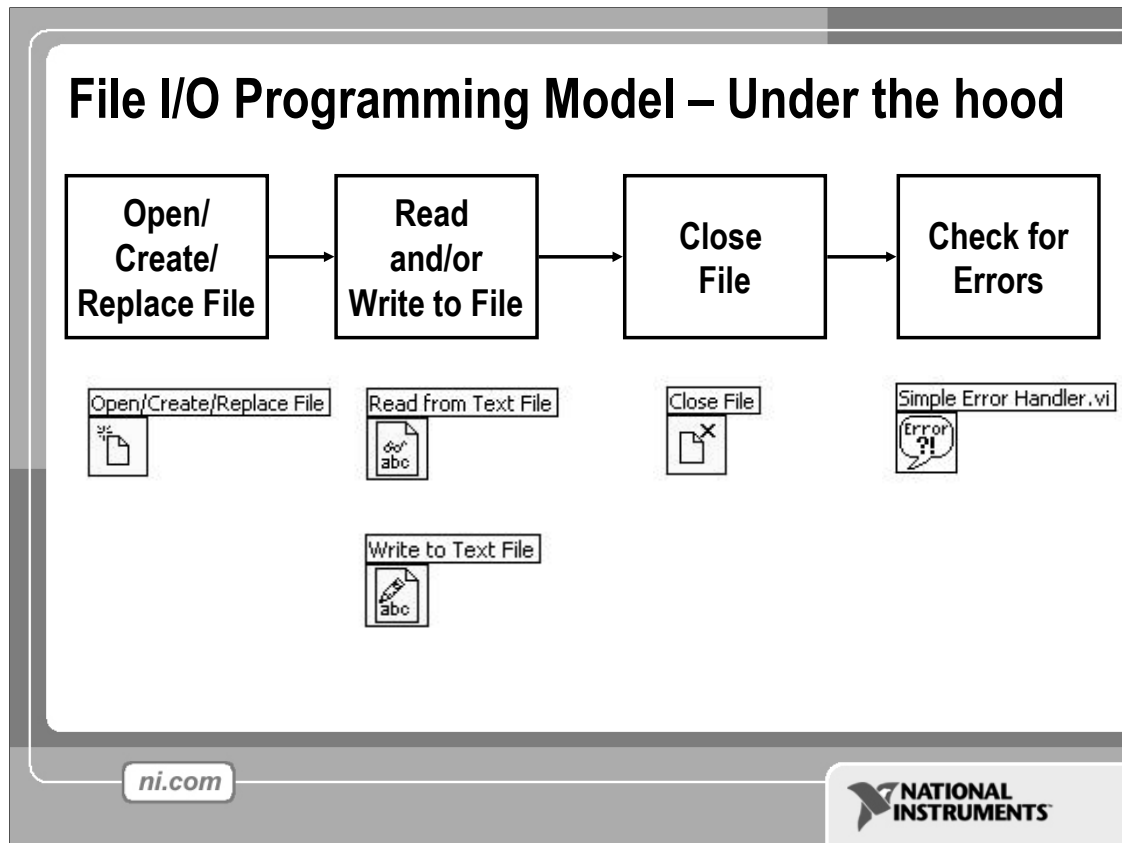 File I/O Programming Model – Under the hood
Open/
Create/
Replace File
Read
and/or
Write to File
Close
File
Check for
Errors
Open/Create/Replace File
Read from Text File
abc
Write to Text File
abc
Close File
Simple Error Handler.vi
Error
?!
ni.com
NATIONAL
INSTRUMENTS™